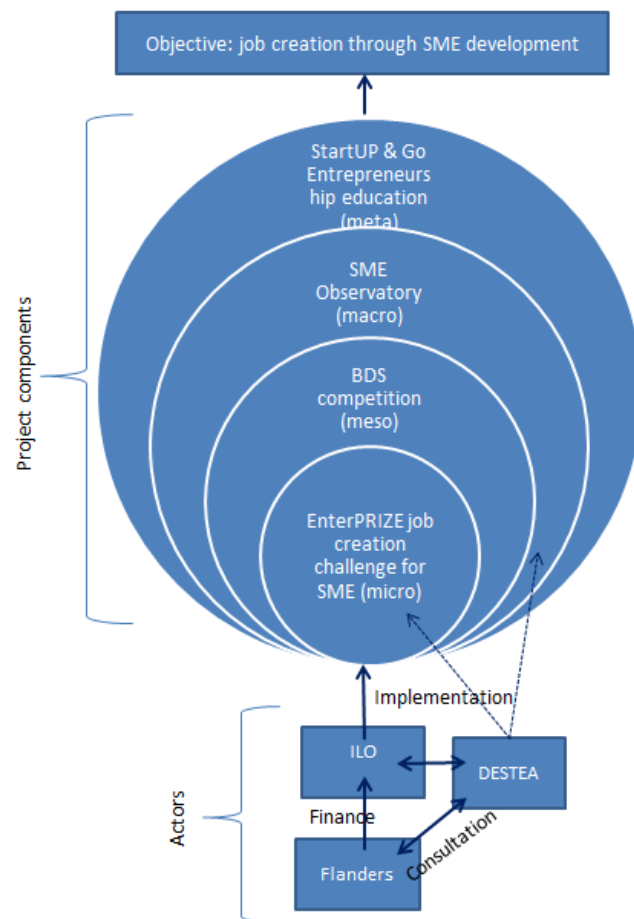 Objective: job creation through SME development
StartUP & Go
Entrepreneurs
hip education
(meta)
SME
Observatory
(macro)
BDS
competition
(meso)
EnterPRIZE job
creation
challenge for
SME (micro)
Project components
Implementation
ILO
DESTEA
Finance
Consultation
Flanders
Actors